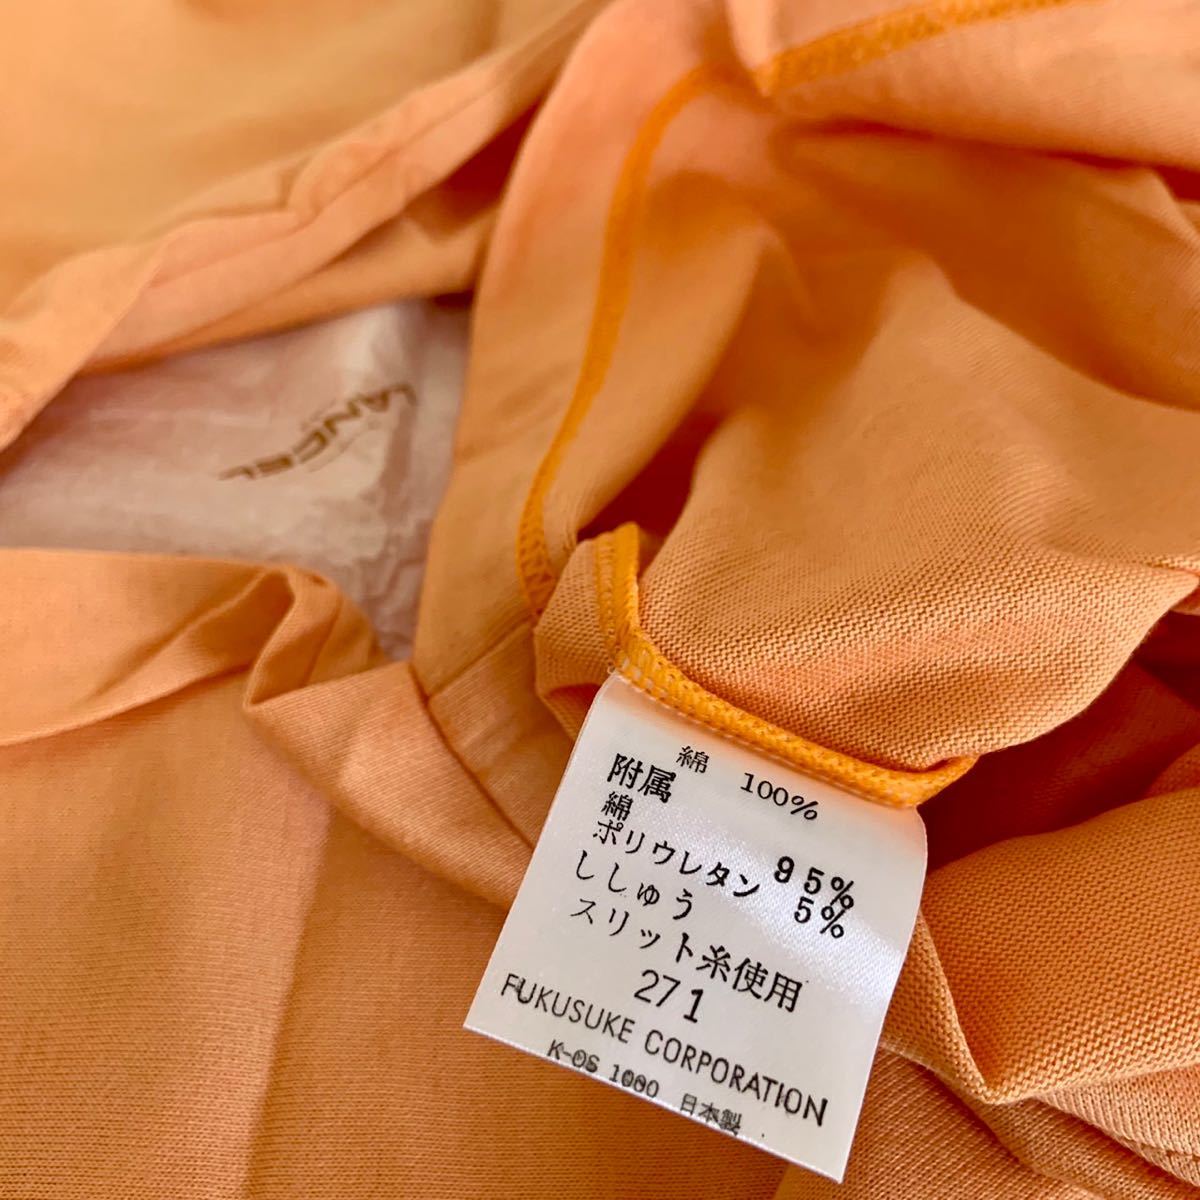 LANCEL
綿 100%
附属
綿 95%
ポリウレタン 5%
ししゅう
スリット糸使用
271
FUKUSUKE CORPORATION
K-OS 1000 日本製